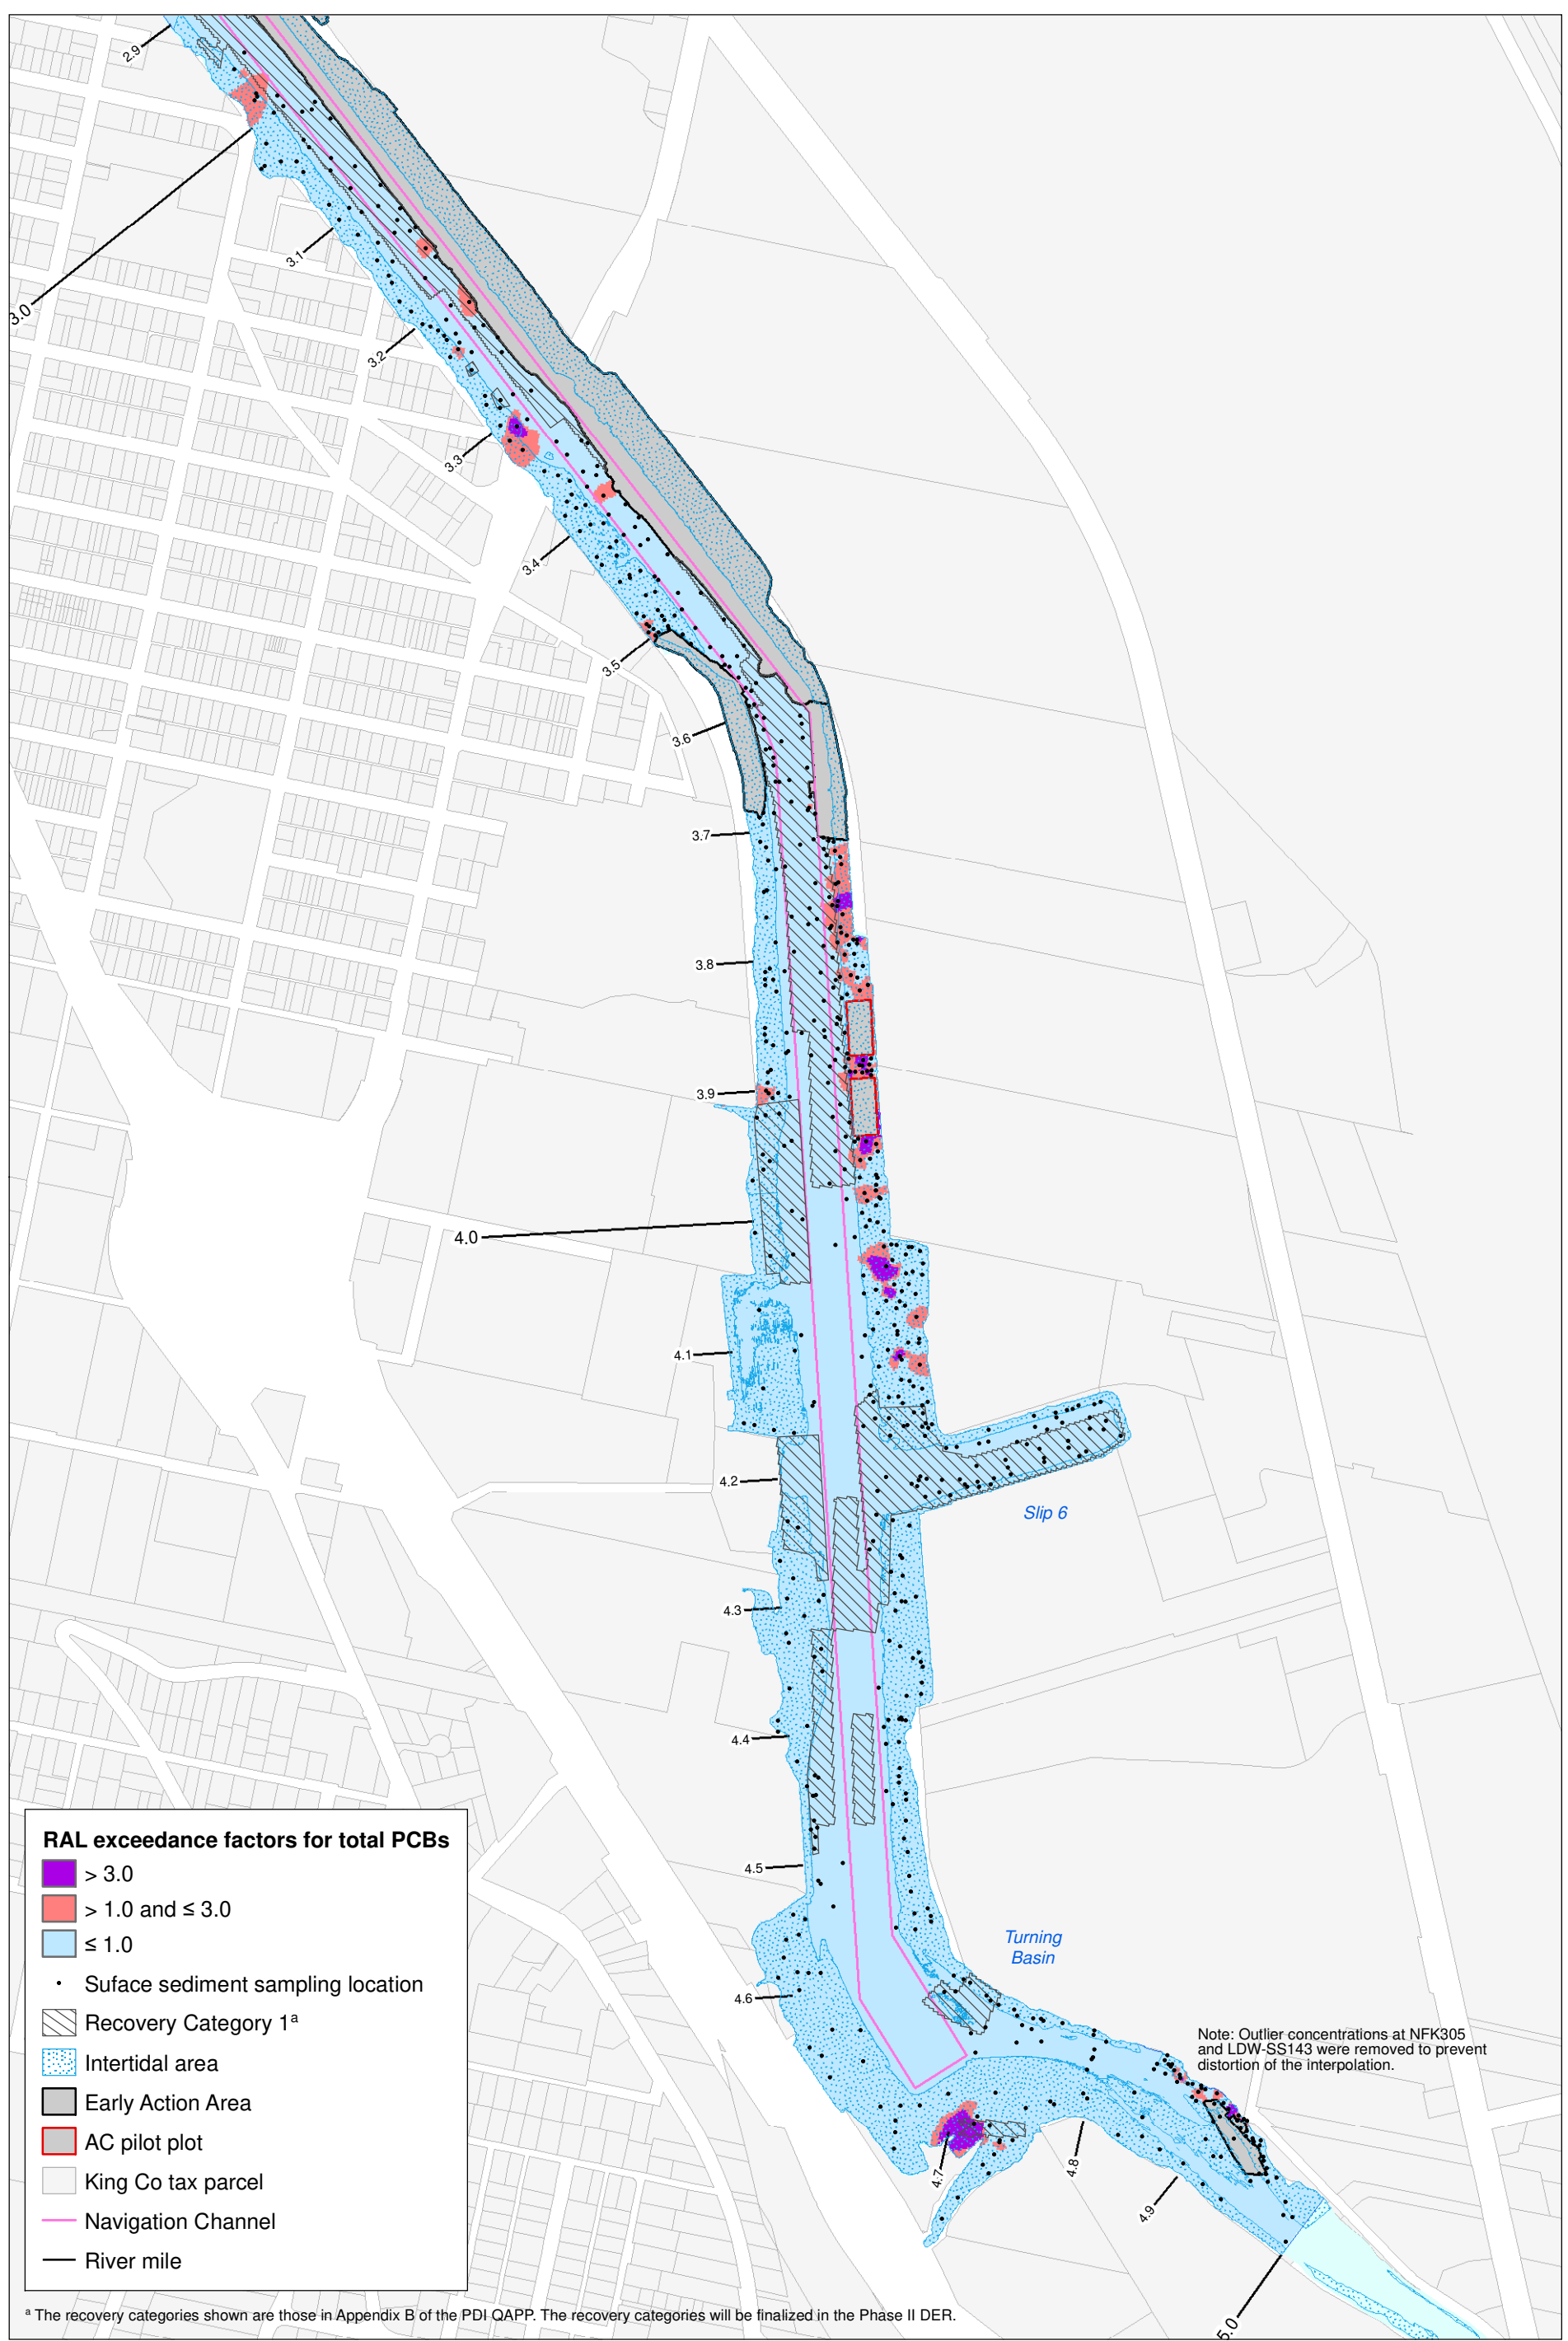 2.9
3.0
3.1
3.2
3.3
3.4
3.5
3.6
3.7
3.8
3.9
4.0
4.1
4.2
Slip 6
4.3
4.4
4.5
Turning
Basin
4.6
Note: Outlier concentrations at NFK305
and LDW-SS143 were removed to prevent
distortion of the interpolation.
4.7
4.8
4.9
5.0
RAL exceedance factors for total PCBs
> 3.0
> 1.0 and ≤ 3.0
≤ 1.0
Suface sediment sampling location
Recovery Category 1ᵃ
Intertidal area
Early Action Area
AC pilot plot
King Co tax parcel
Navigation Channel
River mile
ᵃ The recovery categories shown are those in Appendix B of the PDI QAPP. The recovery categories will be finalized in the Phase II DER.